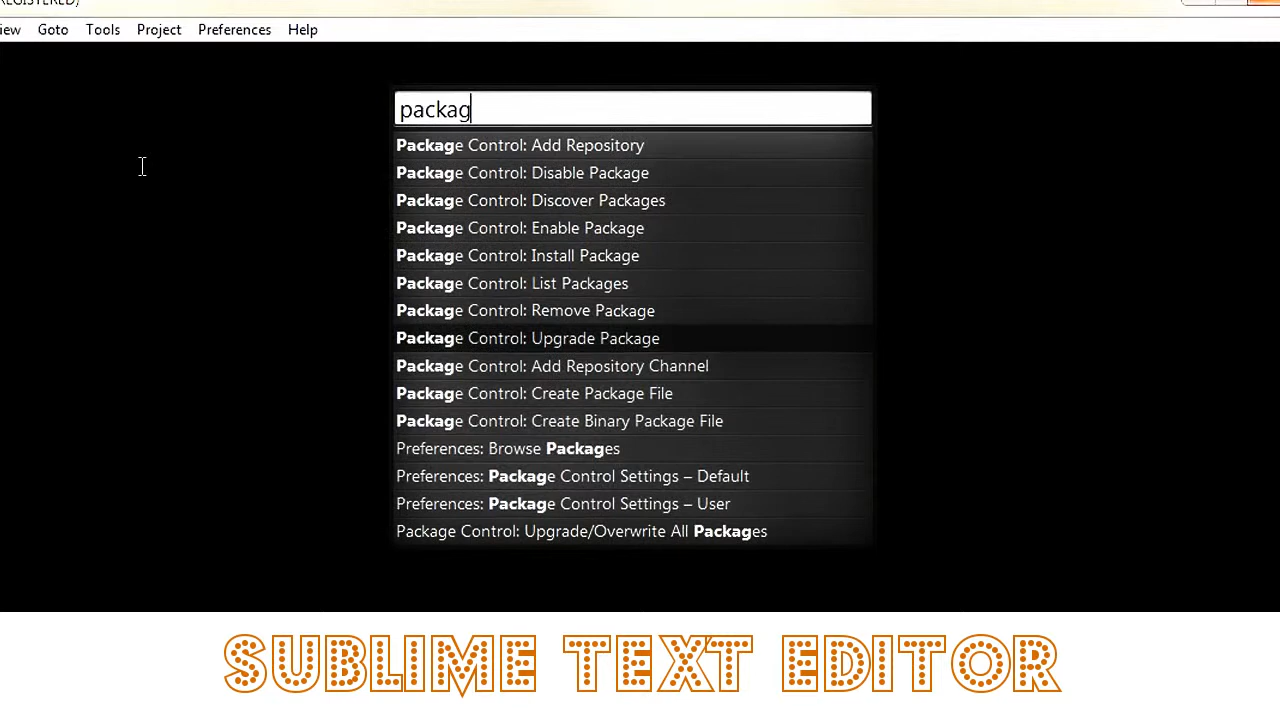 Goto Tools Project Preferences Help
packag
Package Control: Add Repository
Package Control: Disable Package
Package Control: Discover Packages
Package Control: Enable Package
Package Control: Install Package
Package Control: List Packages
Package Control: Remove Package
Package Control: Upgrade Package
Package Control: Add Repository Channel
Package Control: Create Package File
Package Control: Create Binary Package File
Preferences: Browse Packages
Preferences: Package Control Settings – Default
Preferences: Package Control Settings – User
Package Control: Upgrade/Overwrite All Packages
SUBLIME TEXT EDITOR